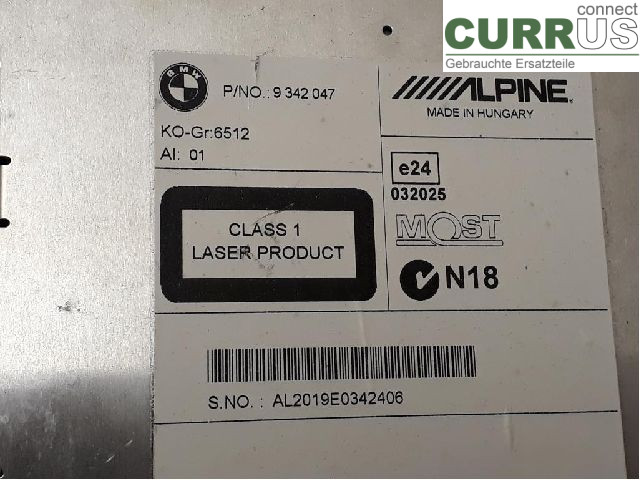 connect
CURRUS
Gebrauchte Ersatzteile
BMW
P/NO.: 9 342 047
ALPINE
MADE IN HUNGARY
KO-Gr:6512
AI: 01
e24
032025
CLASS 1
LASER PRODUCT
MOST
N18
S.NO. : AL2019E0342406